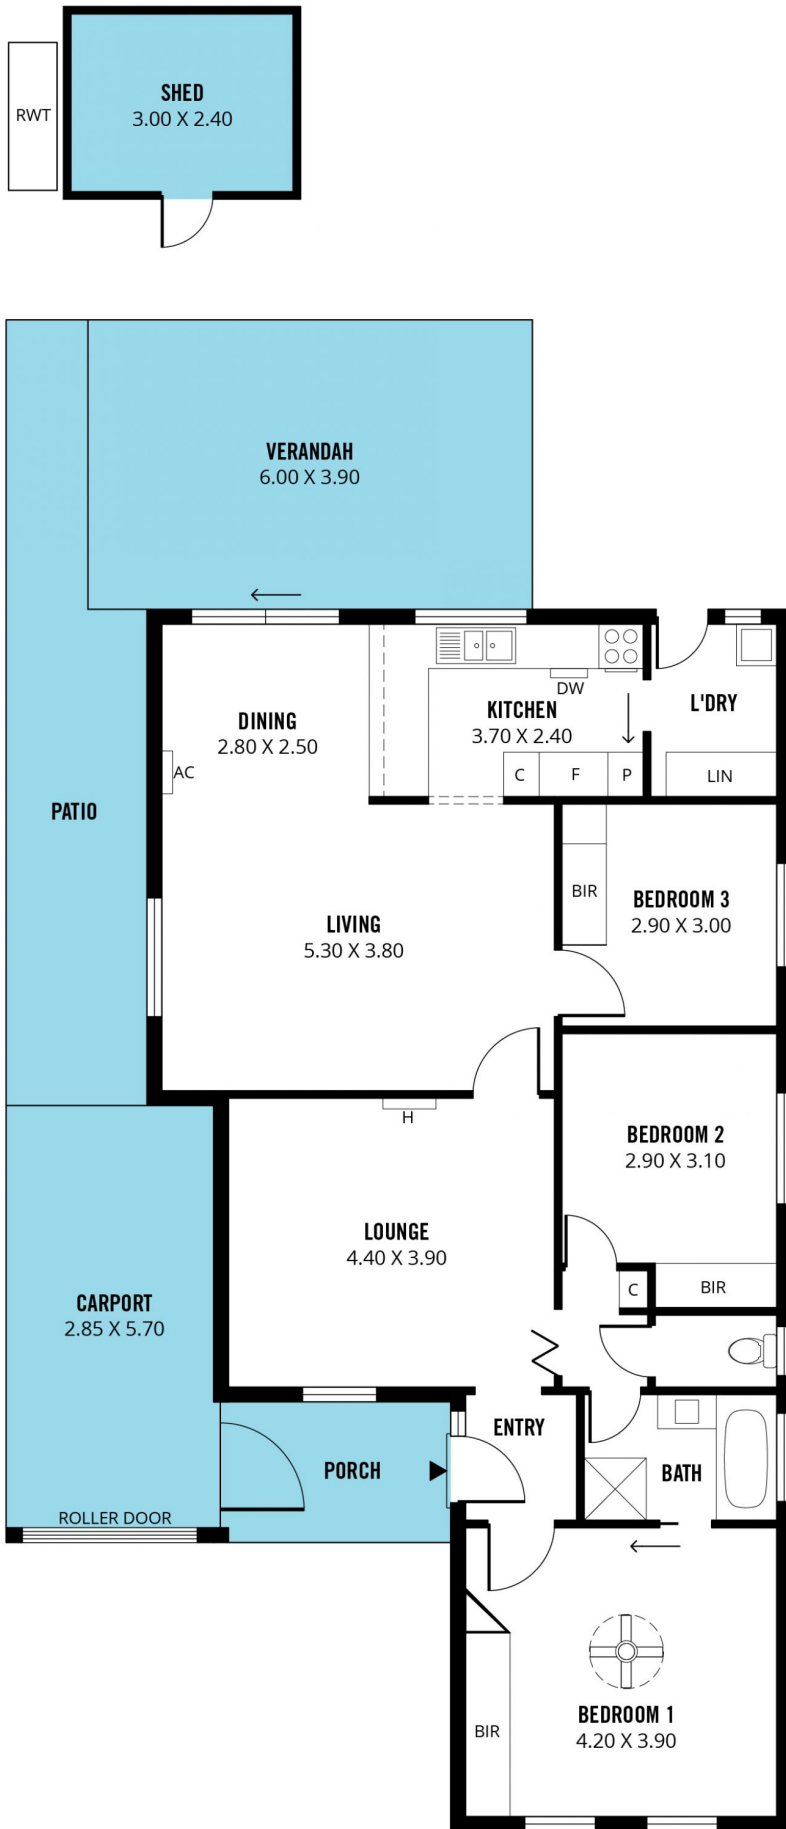 SHED
3.00 X 2.40
RWT
VERANDAH
6.00 X 3.90
DINING
2.80 X 2.50
AC
KITCHEN
3.70 X 2.40
DW
C
F
P
L'DRY
LIN
PATIO
LIVING
5.30 X 3.80
BIR
BEDROOM 3
2.90 X 3.00
H
BEDROOM 2
2.90 X 3.10
LOUNGE
4.40 X 3.90
C
BIR
CARPORT
2.85 X 5.70
ENTRY
PORCH
BATH
ROLLER DOOR
BEDROOM 1
4.20 X 3.90
BIR